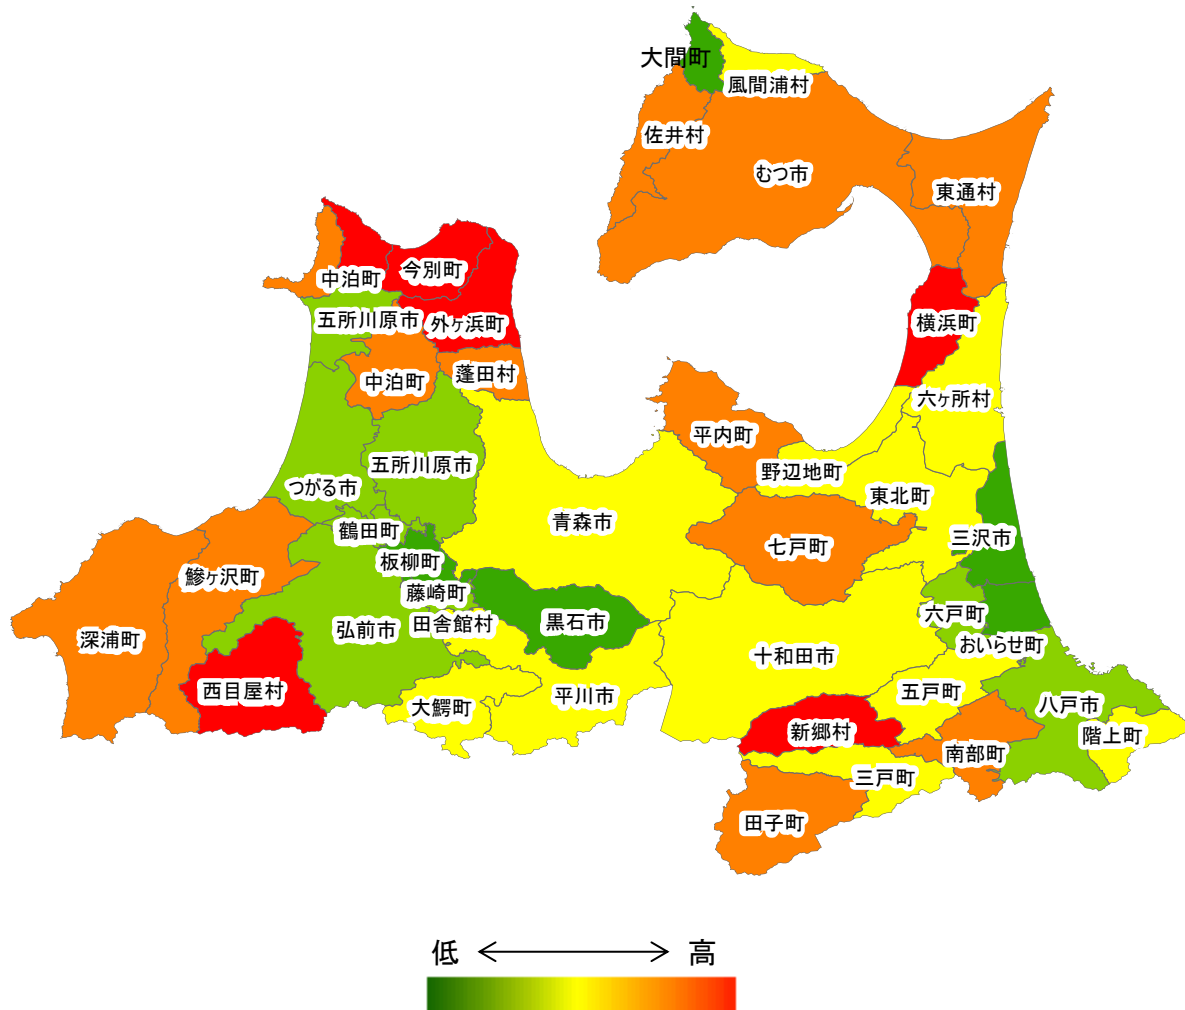 大間町
風間浦村
佐井村
むつ市
東通村
中泊町
今別町
五所川原市
外ヶ浜町
横浜町
中泊町
蓬田村
六ヶ所村
平内町
五所川原市
野辺地町
つがる市
東北町
青森市
鶴田町
三沢市
七戸町
板柳町
鰺ヶ沢町
藤崎町
六戸町
田舎館村
黒石市
弘前市
深浦町
おいらせ町
十和田市
西目屋村
五戸町
平川市
八戸市
大鰐町
新郷村
階上町
南部町
三戸町
田子町
低 高